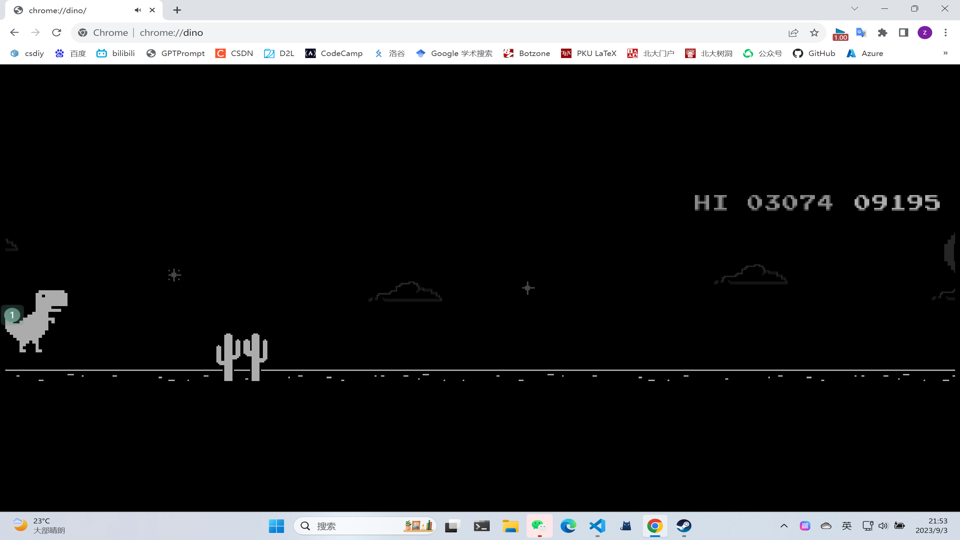 chrome://dino/
Chrome | chrome://dino
1.00
z
csdiy 百度 bilibili GPTPrompt CSDN D2L CodeCamp 洛谷 Google 学术搜索 Botzone PKU LaTeX 北大门户 北大树洞 公众号 GitHub Azure »
HI 03074 09195
1
23°C
大部晴朗
搜索
英
21:53
2023/9/3